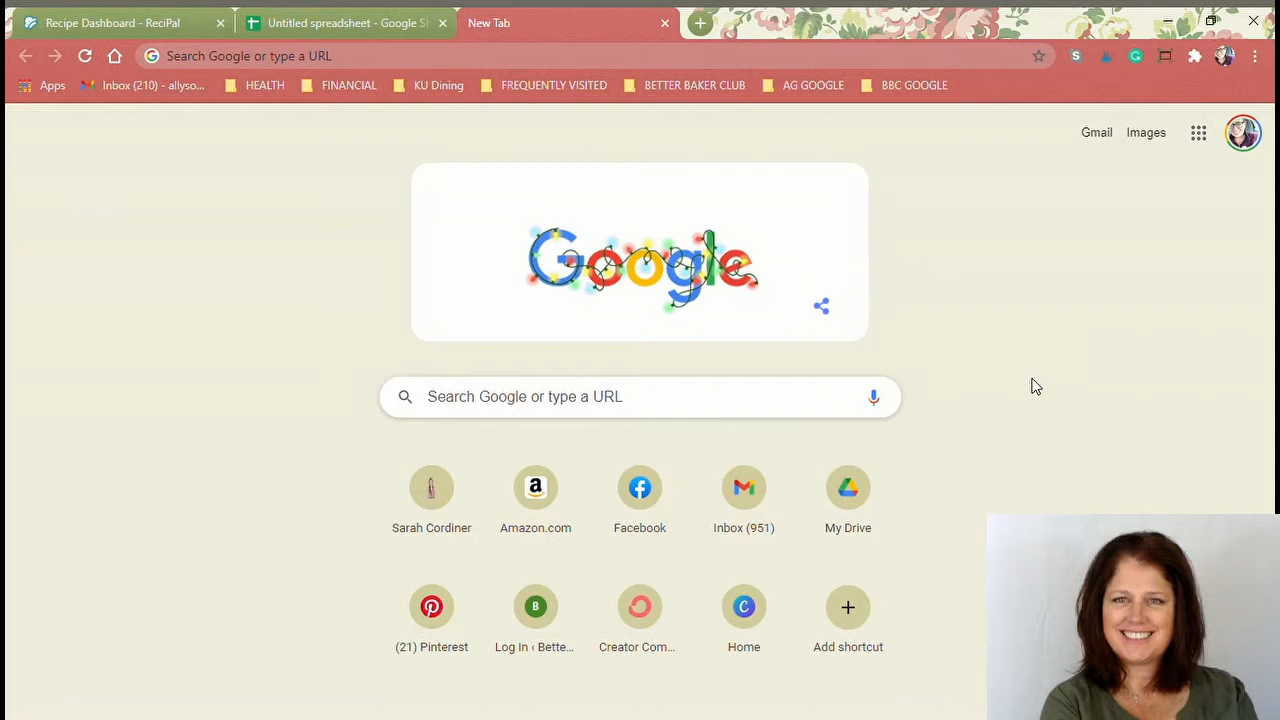 Recipe Dashboard - ReciPal
Untitled spreadsheet - Google Sh
New Tab
Search Google or type a URL
Apps
Inbox (210) - allyso...
HEALTH
FINANCIAL
KU Dining
FREQUENTLY VISITED
BETTER BAKER CLUB
AG GOOGLE
BBC GOOGLE
Gmail
Images
Google
Search Google or type a URL
Sarah Cordiner
Amazon.com
Facebook
Inbox (951)
My Drive
(21) Pinterest
Log In ‹ Bette...
Creator Com...
Home
Add shortcut